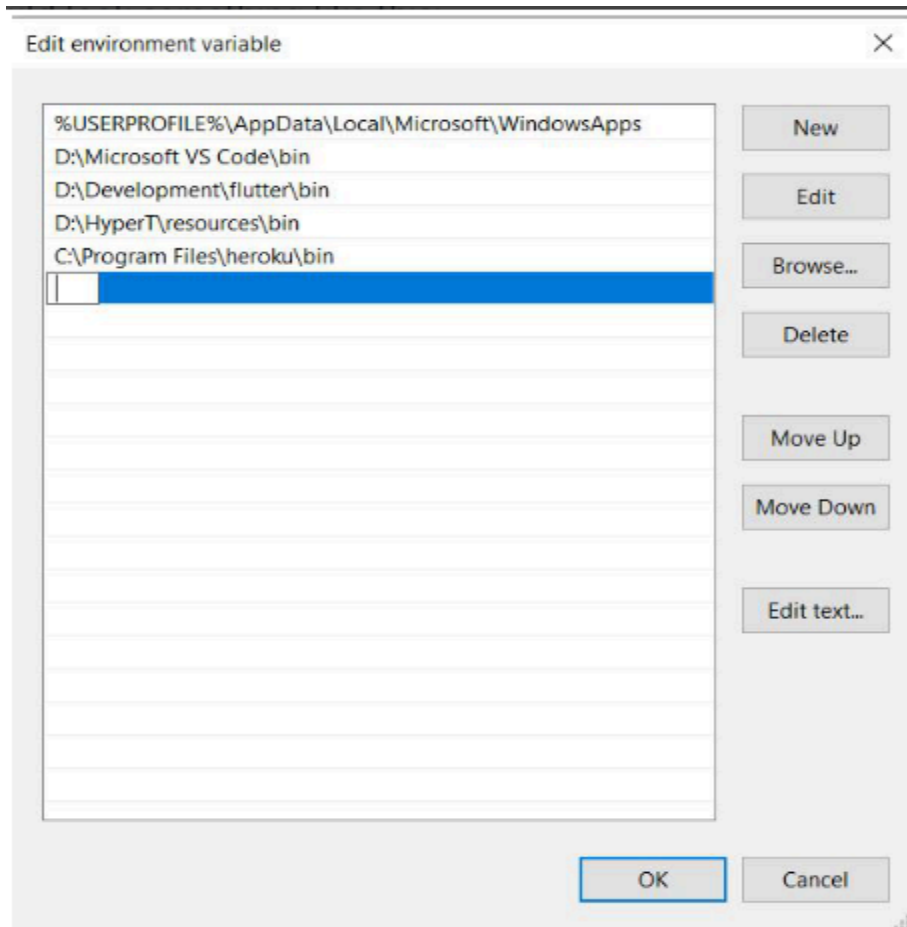 Edit environment variable
%USERPROFILE%\AppData\Local\Microsoft\WindowsApps
D:\Microsoft VS Code\bin
D:\Development\flutter\bin
D:\HyperT\resources\bin
C:\Program Files\heroku\bin
New
Edit
Browse...
Delete
Move Up
Move Down
Edit text...
OK
Cancel